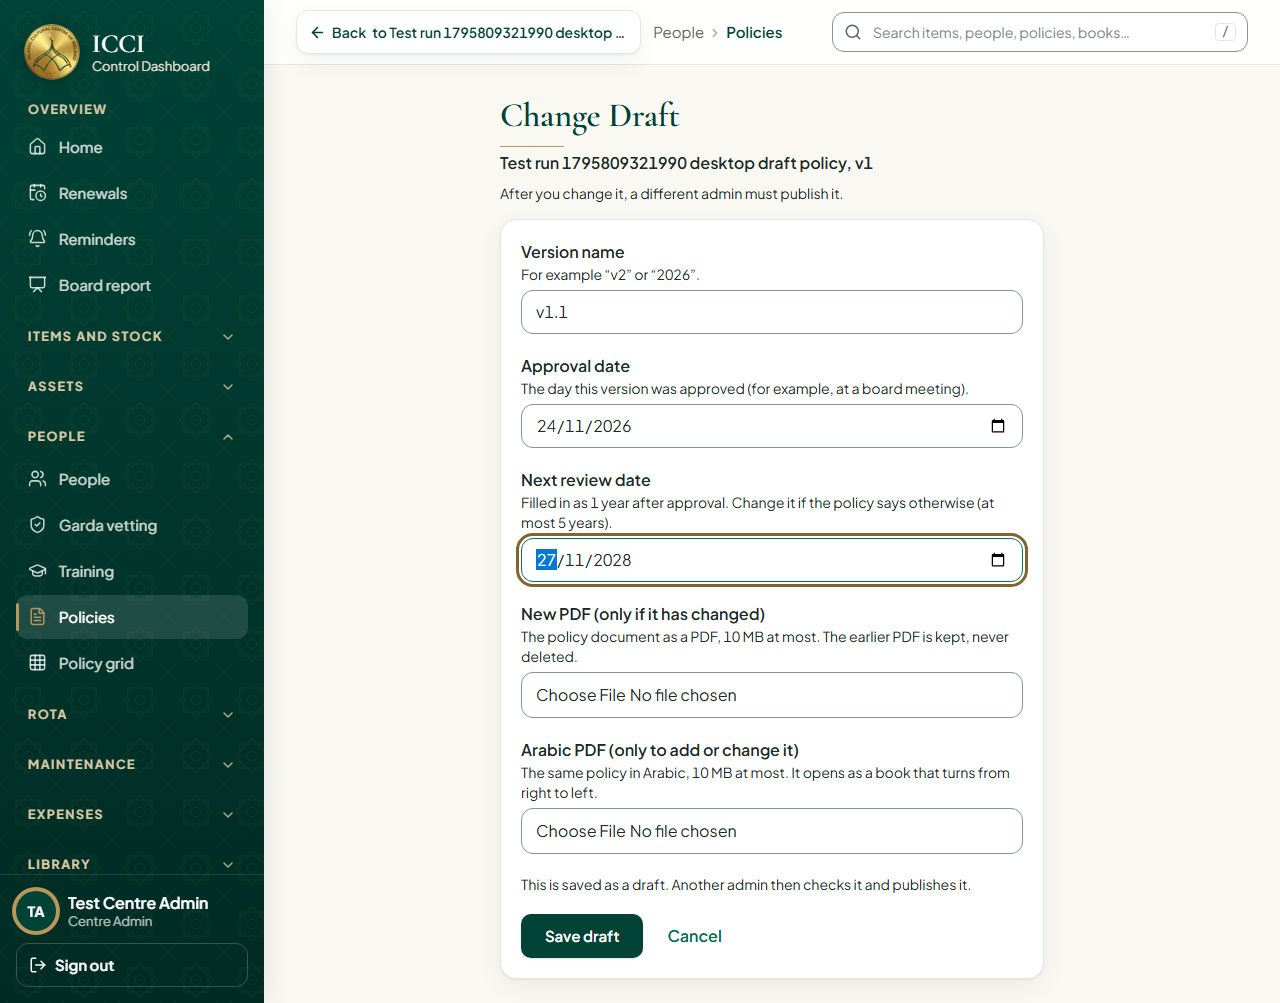 ICCI
Control Dashboard
OVERVIEW
Home
Renewals
Reminders
Board report
ITEMS AND STOCK
ASSETS
PEOPLE
People
Garda vetting
Training
Policies
Policy grid
ROTA
MAINTENANCE
EXPENSES
LIBRARY
TA
Test Centre Admin
Centre Admin
Sign out
Back to Test run 1795809321990 desktop ...
People > Policies
Search items, people, policies, books...
/
Change Draft
Test run 1795809321990 desktop draft policy, v1
After you change it, a different admin must publish it.
Version name
For example “v2” or “2026”.
v1.1
Approval date
The day this version was approved (for example, at a board meeting).
24/11/2026
Next review date
Filled in as 1 year after approval. Change it if the policy says otherwise (at
most 5 years).
27/11/2028
New PDF (only if it has changed)
The policy document as a PDF, 10 MB at most. The earlier PDF is kept, never
deleted.
Choose File No file chosen
Arabic PDF (only to add or change it)
The same policy in Arabic, 10 MB at most. It opens as a book that turns from
right to left.
Choose File No file chosen
This is saved as a draft. Another admin then checks it and publishes it.
Save draft
Cancel